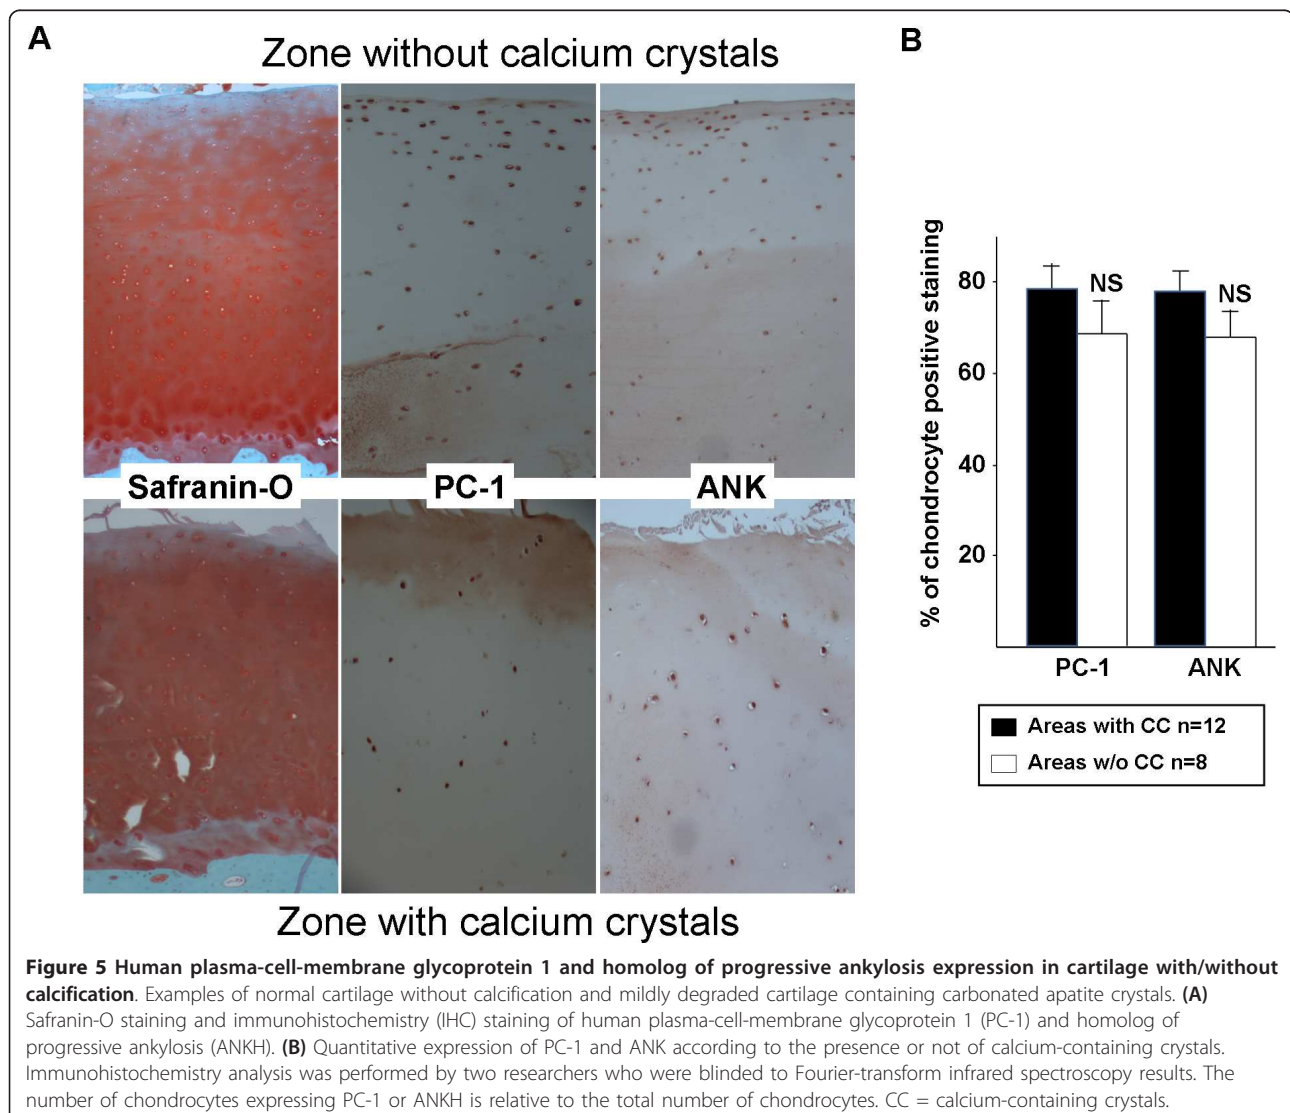 A
Zone without calcium crystals
Safranin-O
PC-1
ANK
Zone with calcium crystals
B
% of chondrocyte positive staining
80
60
40
20
NS
NS
PC-1
ANK
Areas with CC n=12
Areas w/o CC n=8
Figure 5 Human plasma-cell-membrane glycoprotein 1 and homolog of progressive ankylosis expression in cartilage with/without
calcification. Examples of normal cartilage without calcification and mildly degraded cartilage containing carbonated apatite crystals. (A)
Safranin-O staining and immunohistochemistry (IHC) staining of human plasma-cell-membrane glycoprotein 1 (PC-1) and homolog of
progressive ankylosis (ANKH). (B) Quantitative expression of PC-1 and ANK according to the presence or not of calcium-containing crystals.
Immunohistochemistry analysis was performed by two researchers who were blinded to Fourier-transform infrared spectroscopy results. The
number of chondrocytes expressing PC-1 or ANKH is relative to the total number of chondrocytes. CC = calcium-containing crystals.